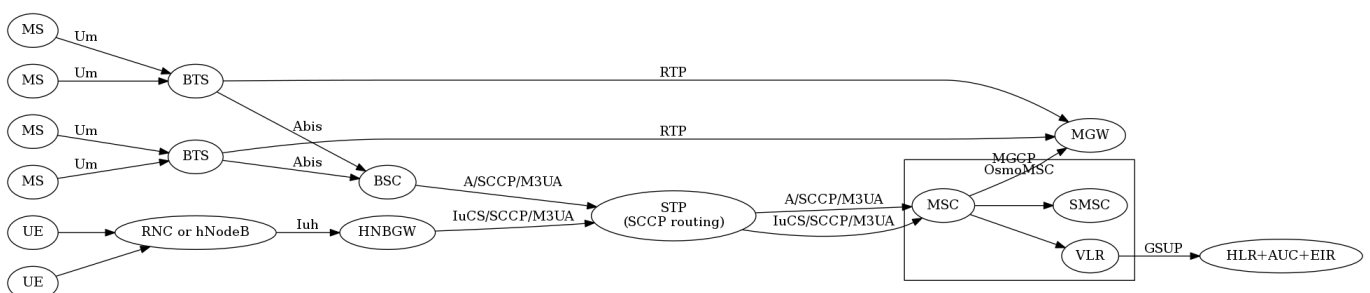 MS
Um
MS
Um
BTS
RTP
MS
Um
Abis
RTP
MGW
MS
Um
BTS
Abis
BSC
A/SCCP/M3UA
MGCP
OsmoMSC
UE
RNC or hNodeB
Iuh
HNBGW
IuCS/SCCP/M3UA
STP
(SCCP routing)
A/SCCP/M3UA
IuCS/SCCP/M3UA
MSC
SMSC
VLR
GSUP
HLR+AUC+EIR
UE